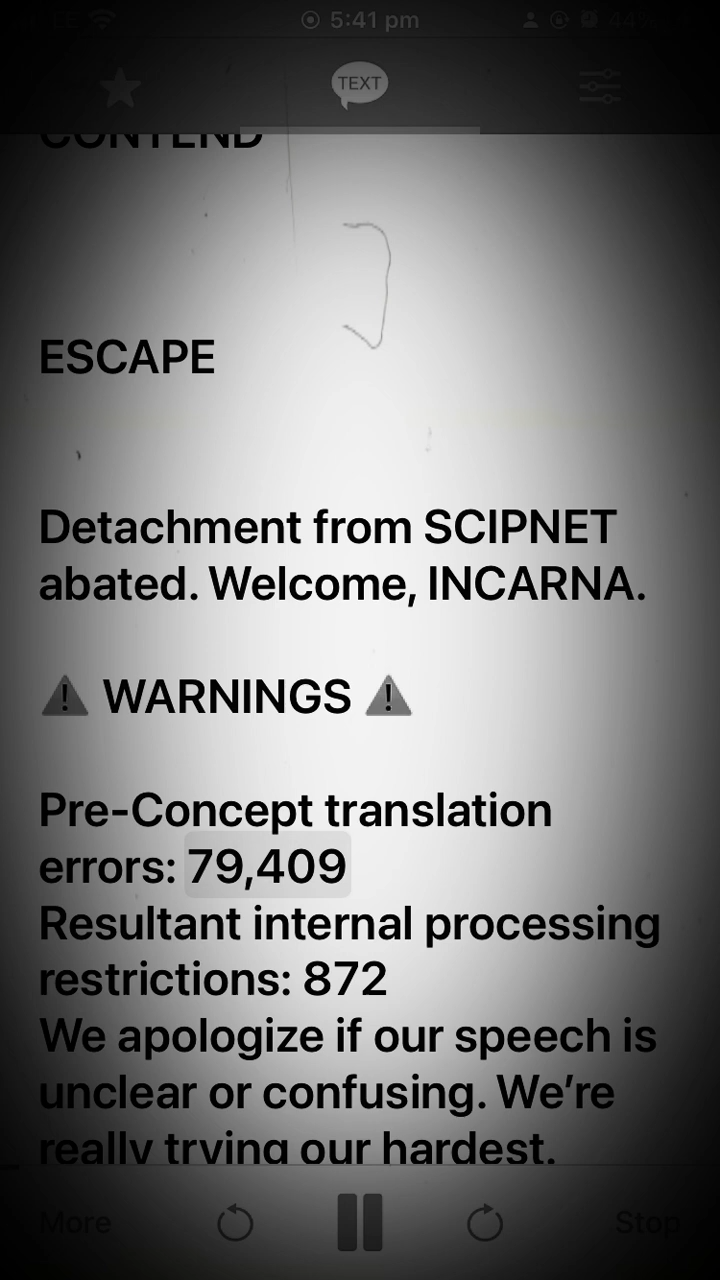 5:41 pm
44%
TEXT
CONTEND
ESCAPE
Detachment from SCIPNET
abated. Welcome, INCARNA.
⚠ WARNINGS ⚠
Pre-Concept translation
errors: 79,409
Resultant internal processing
restrictions: 872
We apologize if our speech is
unclear or confusing. We’re
really trying our hardest.
More
Stop